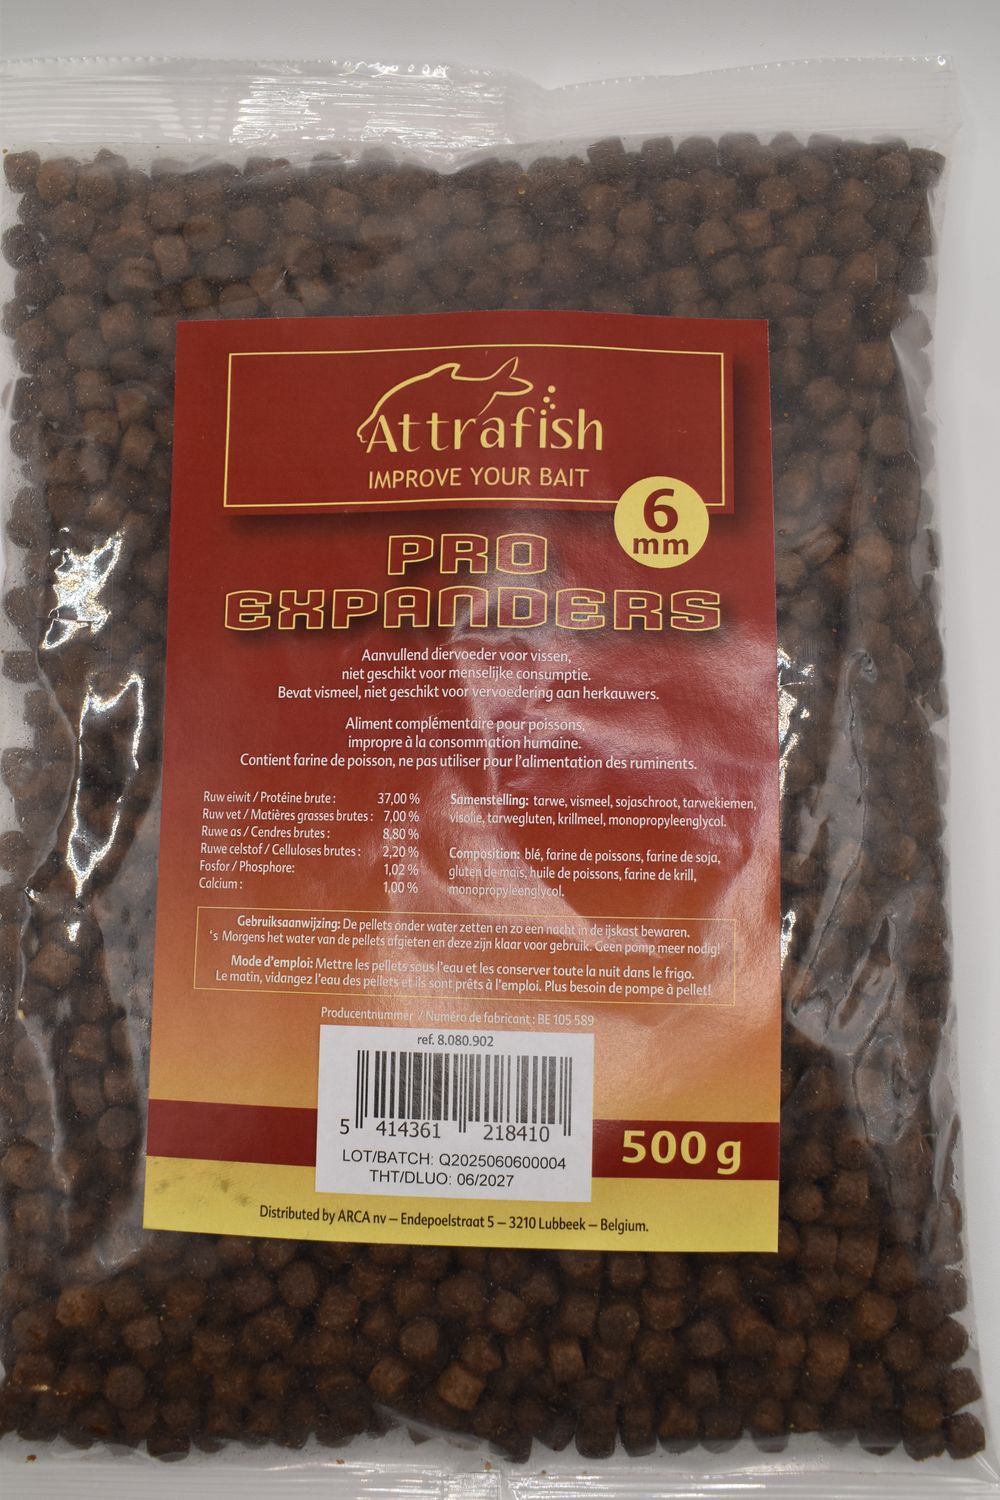 Attrafish
IMPROVE YOUR BAIT
6
mm
PRO
EXPANDERS
Aanvullend diervoeder voor vissen,
niet geschikt voor menselijke consumptie.
Bevat vismeel, niet geschikt voor vervoedering aan herkauwers.
Aliment complémentaire pour poissons,
impropre à la consommation humaine.
Contient farine de poisson, ne pas utiliser pour l'alimentation des ruminents.
Ruw eiwit / Protéine brute : 37,00 %
Ruw vet / Matières grasses brutes : 7,00 %
Ruwe as / Cendres brutes : 8,80 %
Ruwe celstof / Celluloses brutes : 2,20 %
Fosfor / Phosphore: 1,02 %
Calcium : 1,00 %
Samenstelling: tarwe, vismeel, sojaschroot, tarwekiemen,
visolie, tarwegluten, krillmeel, monopropyleenglycol.
Composition: blé, farine de poissons, farine de soja,
gluten de maïs, huile de poissons, farine de krill,
monopropyleenglycol.
Gebruiksaanwijzing: De pellets onder water zetten en zo een nacht in de ijskast bewaren.
's Morgens het water van de pellets afgieten en deze zijn klaar voor gebruik. Geen pomp meer nodig!
Mode d'emploi: Mettre les pellets sous l'eau et les conserver toute la nuit dans le frigo.
Le matin, vidangez l'eau des pellets et ils sont prêts à l'emploi. Plus besoin de pompe à pellet!
Producentnummer / Numéro de fabricant : BE 105 589
ref. 8.080.902
5 414361 218410
LOT/BATCH: Q2025060600004
THT/DLUO: 06/2027
500 g
Distributed by ARCA nv – Endepoelstraat 5 – 3210 Lubbeek – Belgium.